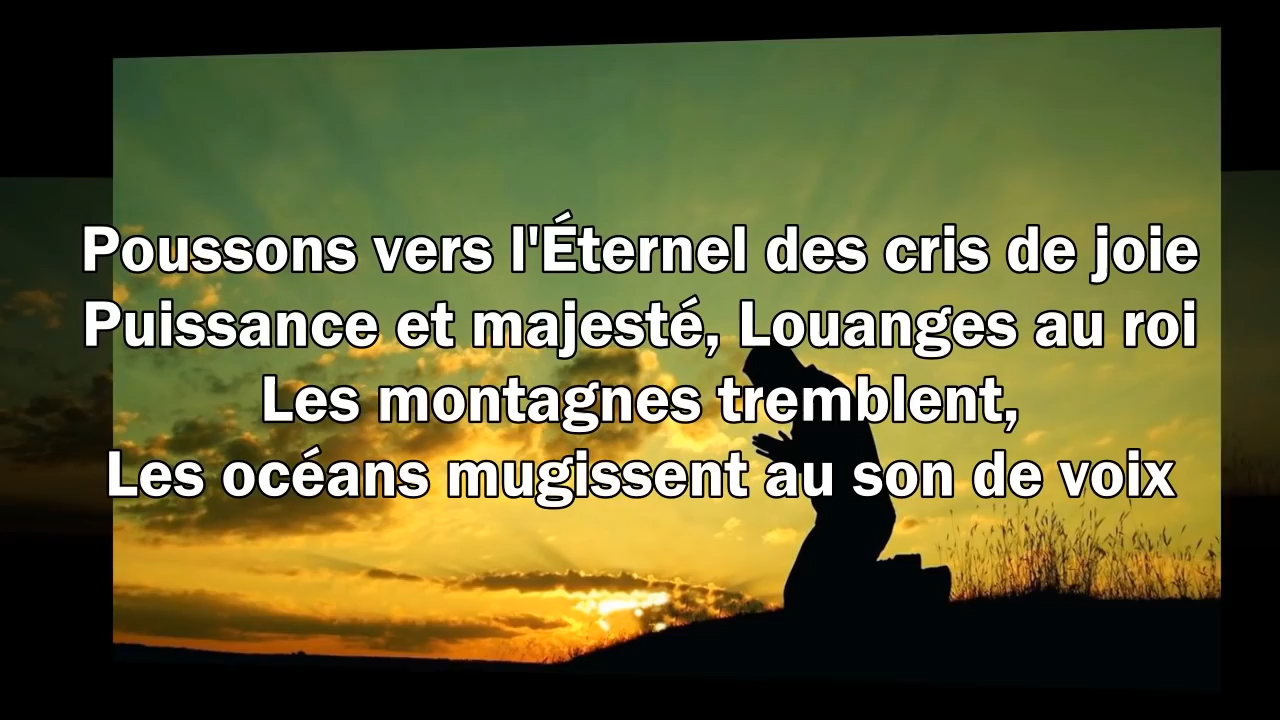 Poussons vers l'Éternel des cris de joie
Puissance et majesté, Louanges au roi
Les montagnes tremblent,
Les océans mugissent au son de voix